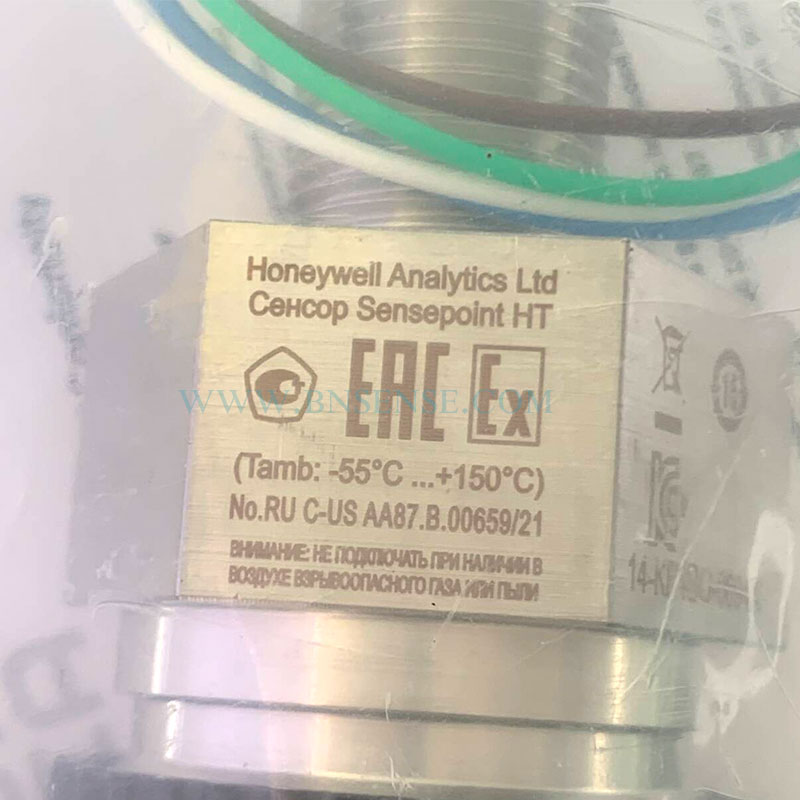 Honeywell Analytics Ltd
Сенсор Sensepoint HT
EAC Ex
WWW.BNSENSE.COM
(Tamb: -55°C ...+150°C)
No.RU C-US AA87.B.00659/21
ВНИМАНИЕ: НЕ ПОДКЛЮЧАТЬ ПРИ НАЛИЧИИ В
ВОЗДУХЕ ВЗРЫВООПАСНОГО ГАЗА ИЛИ ПЫЛИ